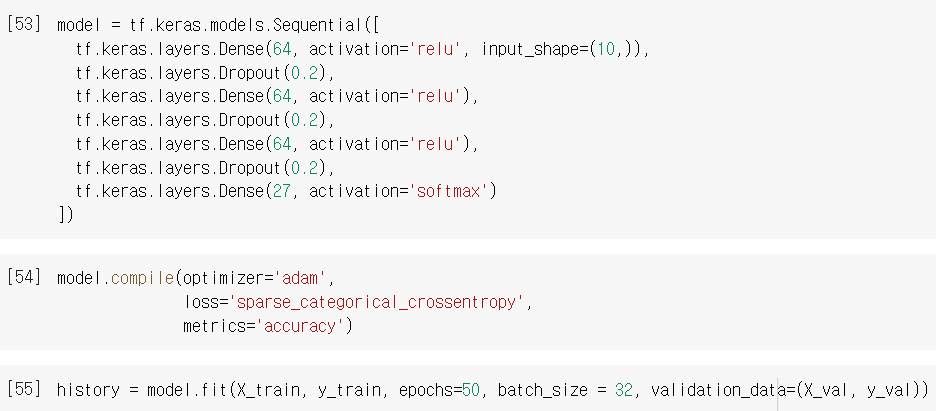 [53] model = tf.keras.models.Sequential([
tf.keras.layers.Dense(64, activation='relu', input_shape=(10,)),
tf.keras.layers.Dropout(0.2),
tf.keras.layers.Dense(64, activation='relu'),
tf.keras.layers.Dropout(0.2),
tf.keras.layers.Dense(64, activation='relu'),
tf.keras.layers.Dropout(0.2),
tf.keras.layers.Dense(27, activation='softmax')
])
[54] model.compile(optimizer='adam',
loss='sparse_categorical_crossentropy',
metrics='accuracy')
[55] history = model.fit(X_train, y_train, epochs=50, batch_size = 32, validation_data=(X_val, y_val))